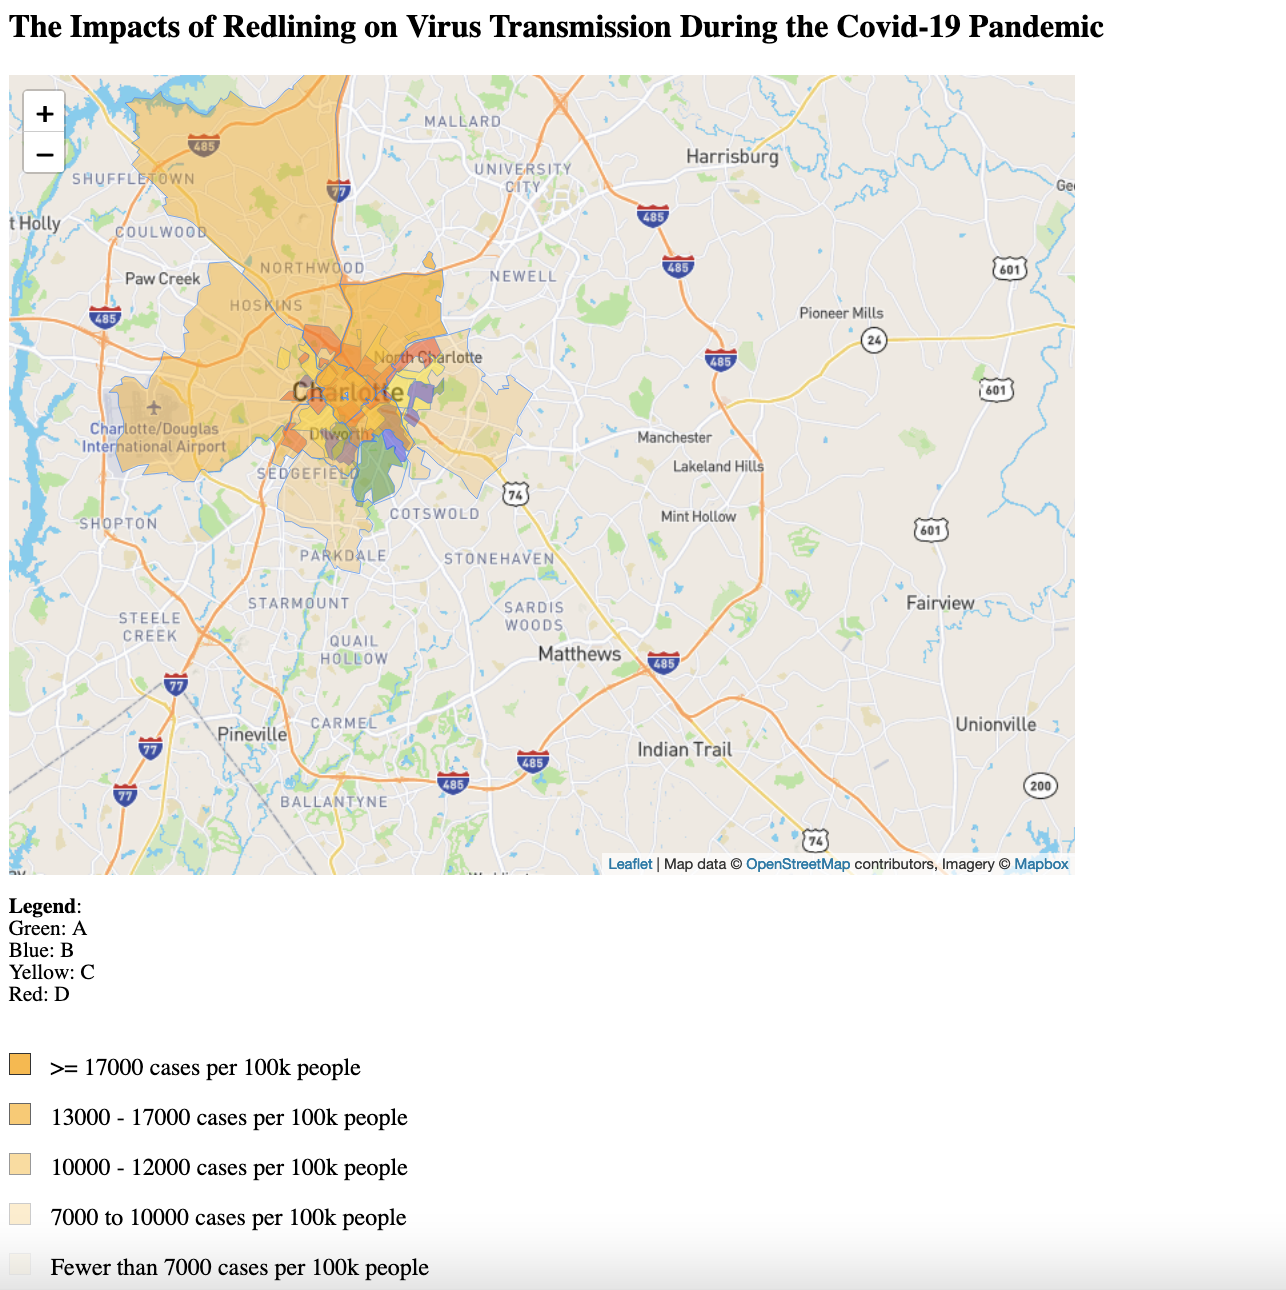 The Impacts of Redlining on Virus Transmission During the Covid-19 Pandemic
+
−
MALLARD
485
Harrisburg
UNIVERSITY
CITY
SHUFFLETOWN
77
Geo
485
t Holly
COULWOOD
NORTHWOOD
485
601
Paw Creek
NEWELL
HOSKINS
485
Pioneer Mills
24
North Charlotte
485
Charlotte
601
Charlotte/Douglas
International Airport
Dilworth
Manchester
SEDGEFIELD
Lakeland Hills
74
COTSWOLD
Mint Hollow
SHOPTON
601
PARKDALE
STONEHAVEN
STARMOUNT
SARDIS
WOODS
Fairview
STEELE
CREEK
QUAIL
HOLLOW
Matthews
485
77
CARMEL
Unionville
Pineville
77
Indian Trail
485
485
200
77
BALLANTYNE
74
Leaflet | Map data © OpenStreetMap contributors, Imagery © Mapbox
Legend:
Green: A
Blue: B
Yellow: C
Red: D
>= 17000 cases per 100k people
13000 - 17000 cases per 100k people
10000 - 12000 cases per 100k people
7000 to 10000 cases per 100k people
Fewer than 7000 cases per 100k people